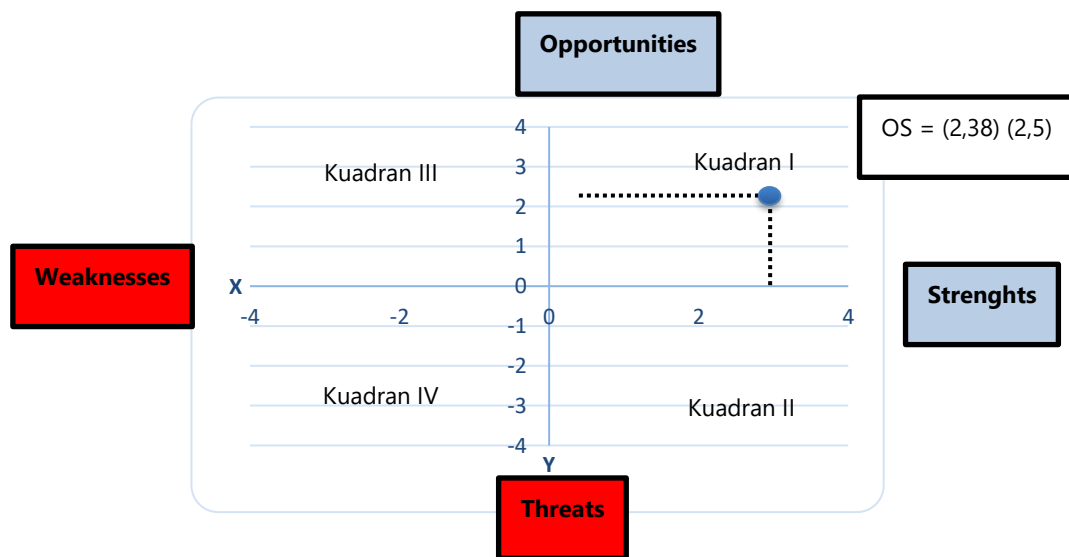 Opportunities
OS = (2,38) (2,5)
4
Kuadran III
3
Kuadran I
2
1
Weaknesses
X
0
Strenghts
-4
-2
-1
0
2
4
-2
Kuadran IV
-3
Kuadran II
-4
Y
Threats